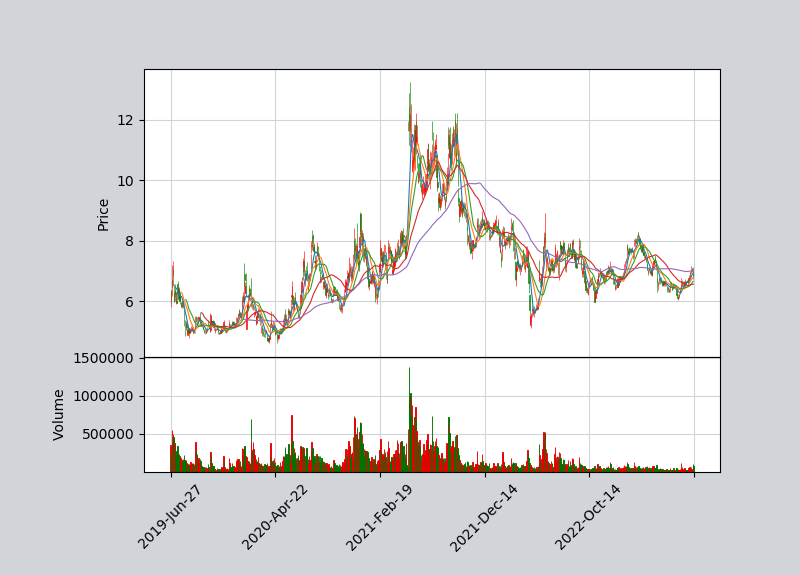 Price
12
10
8
6
Volume
1500000
1000000
500000
2019-Jun-27
2020-Apr-22
2021-Feb-19
2021-Dec-14
2022-Oct-14